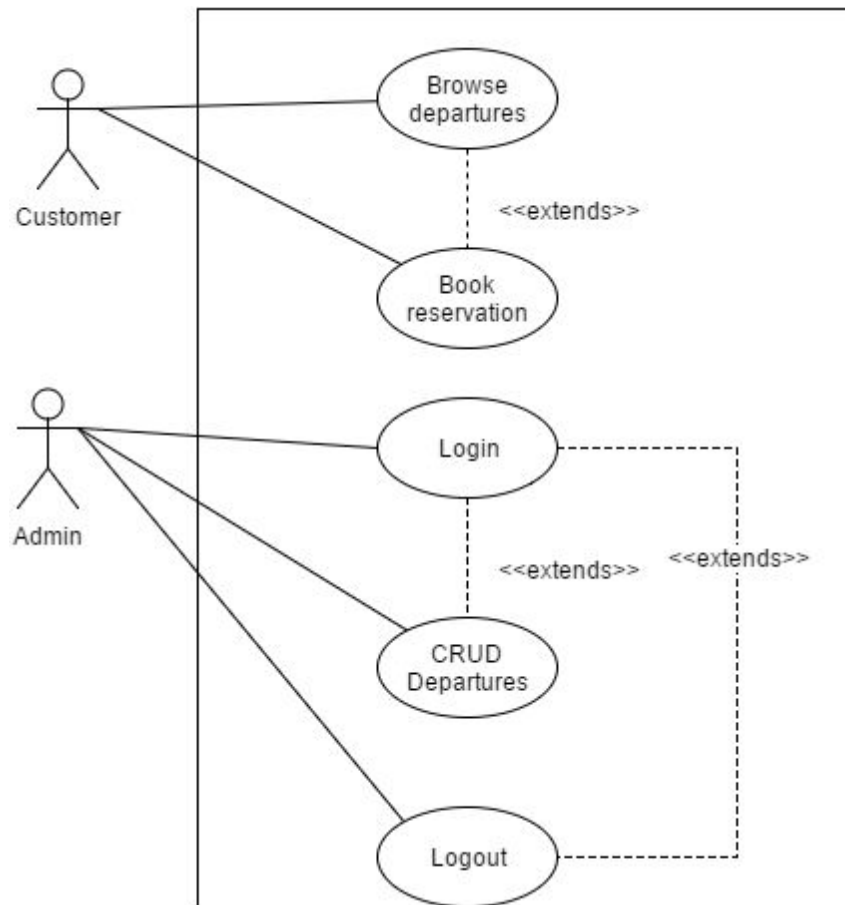 Browse
departures
Customer
<<extends>>
Book
reservation
Login
Admin
<<extends>>
<<extends>>
CRUD
Departures
Logout